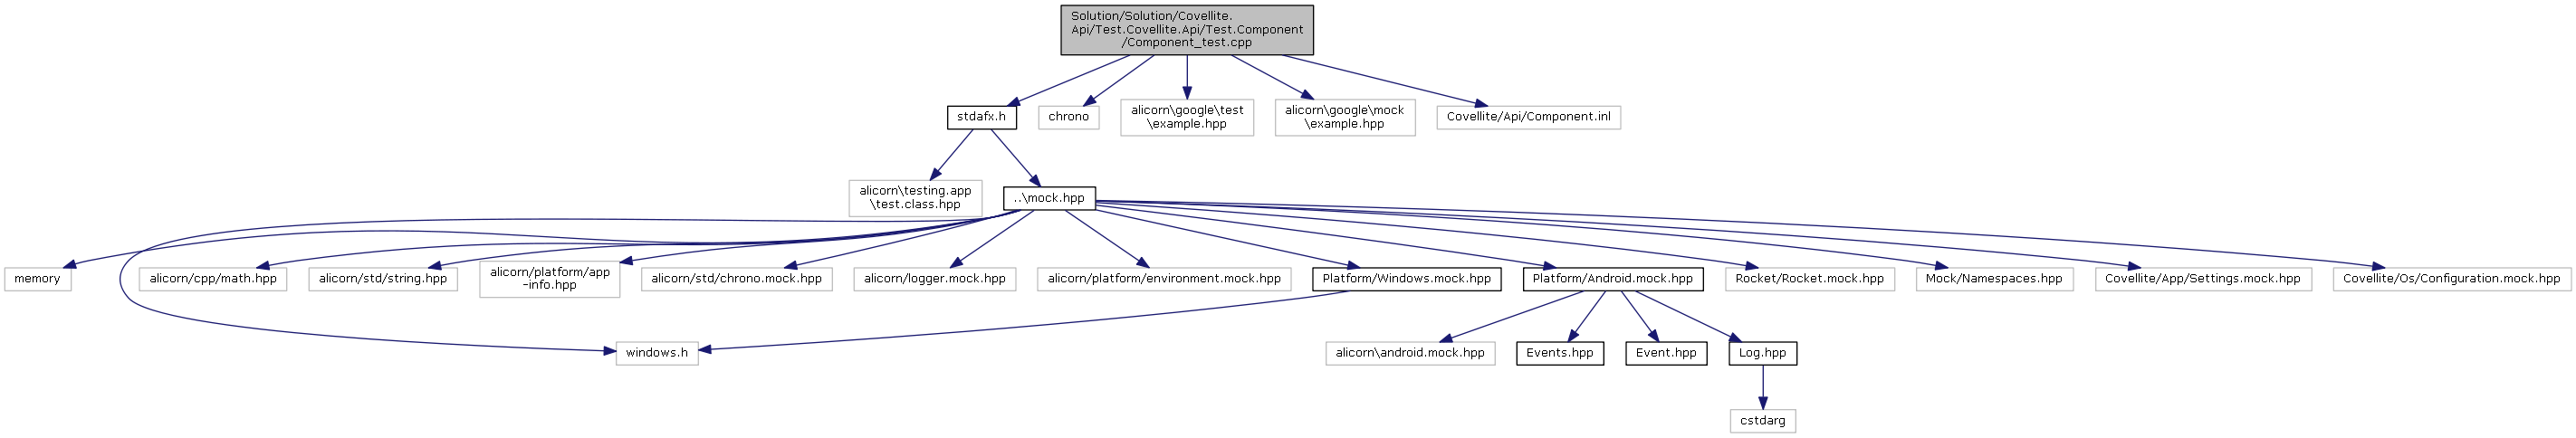 Solution/Solution/Covellite.
Api/Test.Covellite.Api/Test.Component
/Component_test.cpp
stdafx.h
chrono
alicorn\google\test
\example.hpp
alicorn\google\mock
\example.hpp
Covellite/Api/Component.inl
alicorn\testing.app
\test.class.hpp
..\mock.hpp
memory
alicorn/cpp/math.hpp
alicorn/std/string.hpp
alicorn/platform/app
-info.hpp
alicorn/std/chrono.mock.hpp
alicorn/logger.mock.hpp
alicorn/platform/environment.mock.hpp
Platform/Windows.mock.hpp
Platform/Android.mock.hpp
Rocket/Rocket.mock.hpp
Mock/Namespaces.hpp
Covellite/App/Settings.mock.hpp
Covellite/Os/Configuration.mock.hpp
windows.h
alicorn\android.mock.hpp
Events.hpp
Event.hpp
Log.hpp
cstdarg